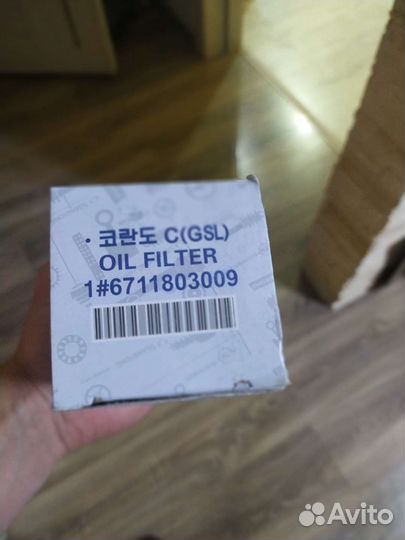 · 코란도 C(GSL)
OIL FILTER
1#6711803009
Avito